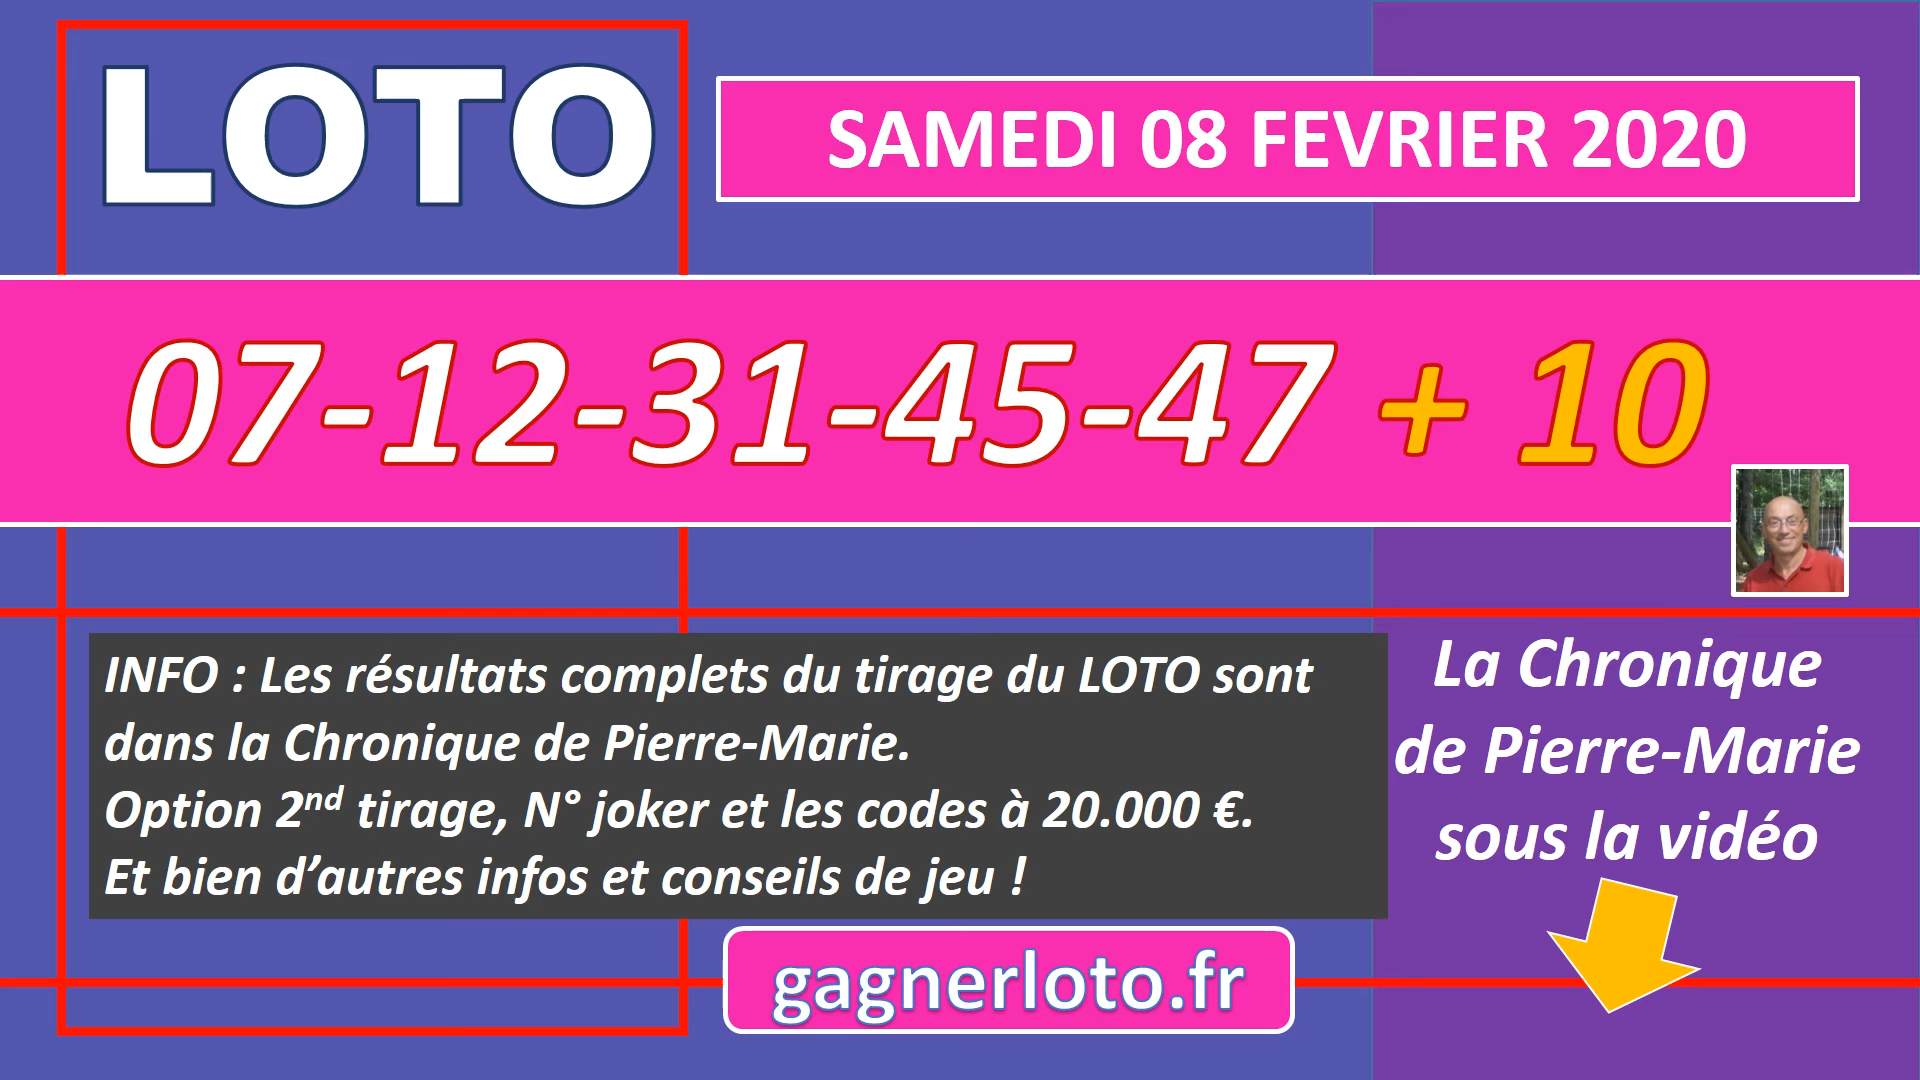 LOTO
SAMEDI 08 FEVRIER 2020
07-12-31-45-47 + 10
INFO : Les résultats complets du tirage du LOTO sont
dans la Chronique de Pierre-Marie.
Option 2nd tirage, N° joker et les codes à 20.000 €.
Et bien d’autres infos et conseils de jeu !
La Chronique
de Pierre-Marie
sous la vidéo
gagnerloto.fr